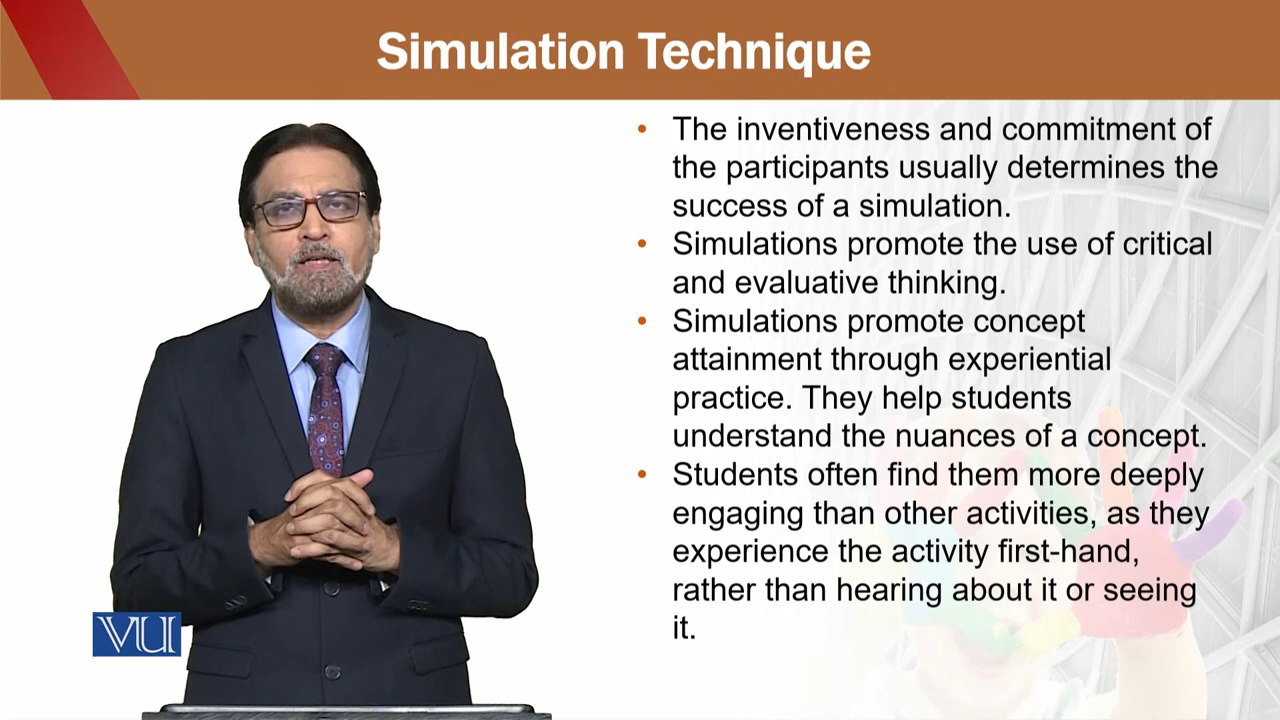 Simulation Technique
• The inventiveness and commitment of
the participants usually determines the
success of a simulation.
• Simulations promote the use of critical
and evaluative thinking.
• Simulations promote concept
attainment through experiential
practice. They help students
understand the nuances of a concept.
• Students often find them more deeply
engaging than other activities, as they
experience the activity first-hand,
rather than hearing about it or seeing
it.
VU